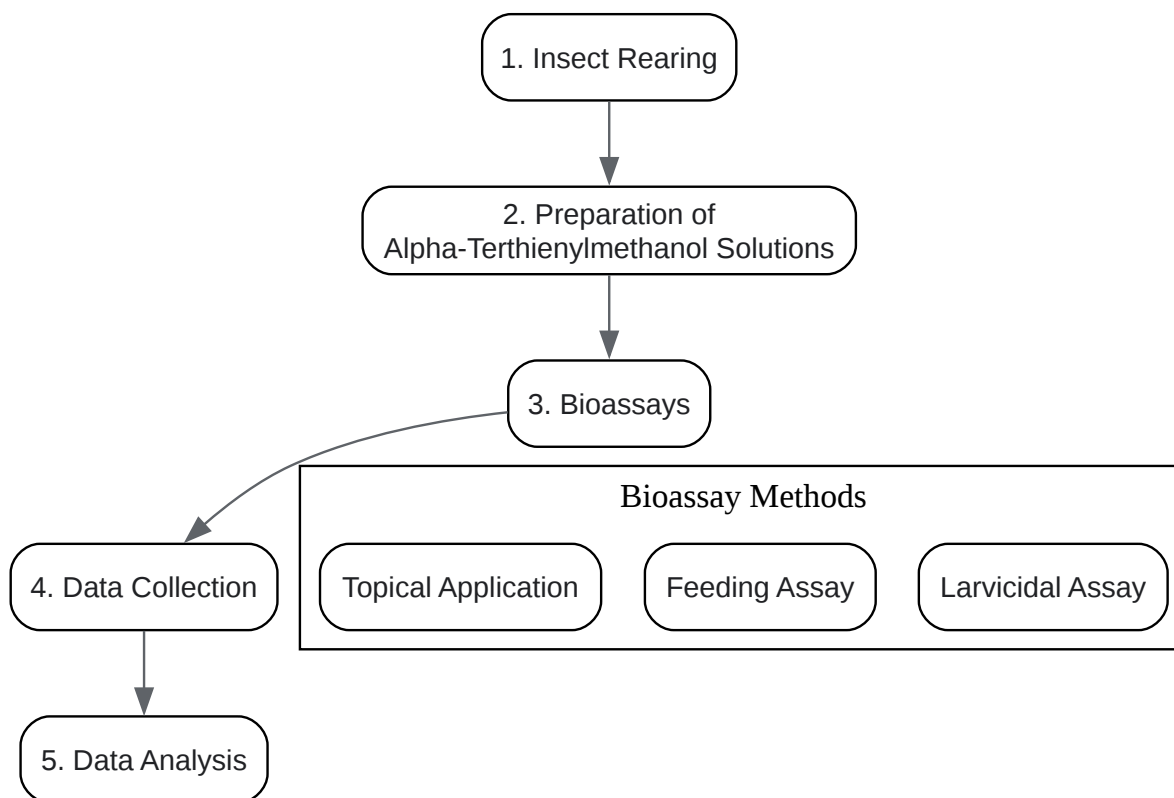 1. Insect Rearing
2. Preparation of
Alpha-Terthienylmethanol Solutions
3. Bioassays
Bioassay Methods
4. Data Collection
Topical Application
Feeding Assay
Larvicidal Assay
5. Data Analysis